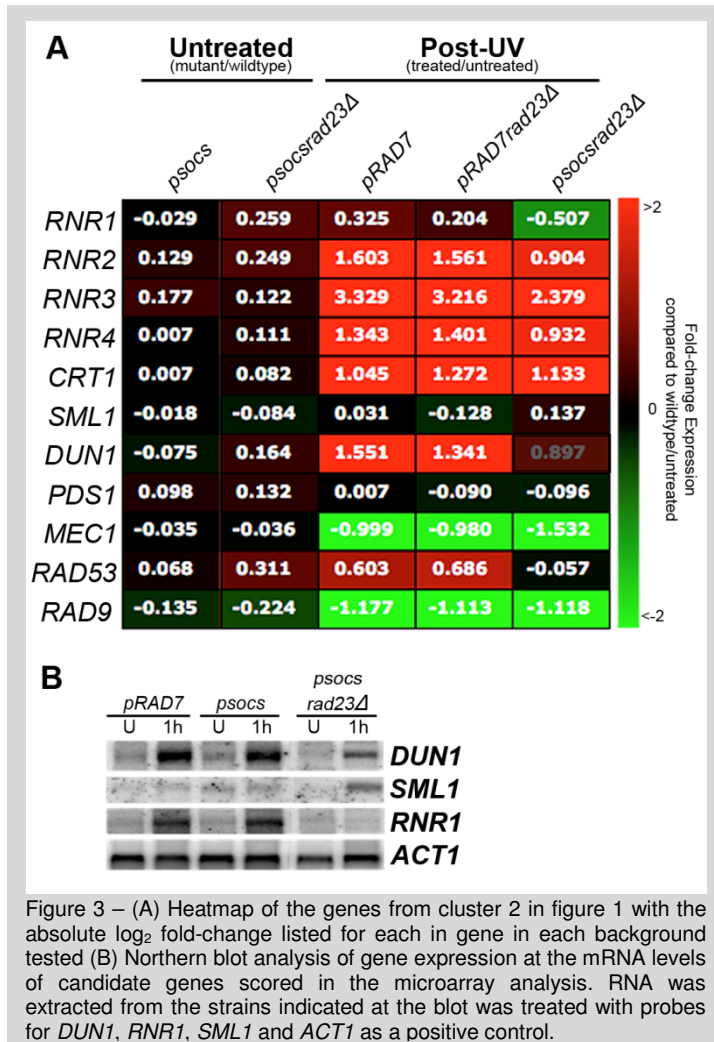 A
Untreated Post-UV
(mutant/wildtype) (treated/untreated)
psocs psocsrad23Δ pRAD7 pRAD7rad23Δ psocsrad23Δ
RNR1 -0.029 0.259 0.325 0.204 -0.507
RNR2 0.129 0.249 1.603 1.561 0.904
RNR3 0.177 0.122 3.329 3.216 2.379
RNR4 0.007 0.111 1.343 1.401 0.932
CRT1 0.007 0.082 1.045 1.272 1.133
SML1 -0.018 -0.084 0.031 -0.128 0.137
DUN1 -0.075 0.164 1.551 1.341 0.897
PDS1 0.098 0.132 0.007 -0.090 -0.096
MEC1 -0.035 -0.036 -0.999 -0.980 -1.532
RAD53 0.068 0.311 0.603 0.686 -0.057
RAD9 -0.135 -0.224 -1.177 -1.113 -1.118
>2
0
<-2
Fold-change Expression
compared to wildtype/untreated
B
psocs
pRAD7 psocs rad23Δ
U 1h U 1h U 1h
DUN1
SML1
RNR1
ACT1
Figure 3 – (A) Heatmap of the genes from cluster 2 in figure 1 with the
absolute log₂ fold-change listed for each in gene in each background
tested (B) Northern blot analysis of gene expression at the mRNA levels
of candidate genes scored in the microarray analysis. RNA was
extracted from the strains indicated at the blot was treated with probes
for DUN1, RNR1, SML1 and ACT1 as a positive control.